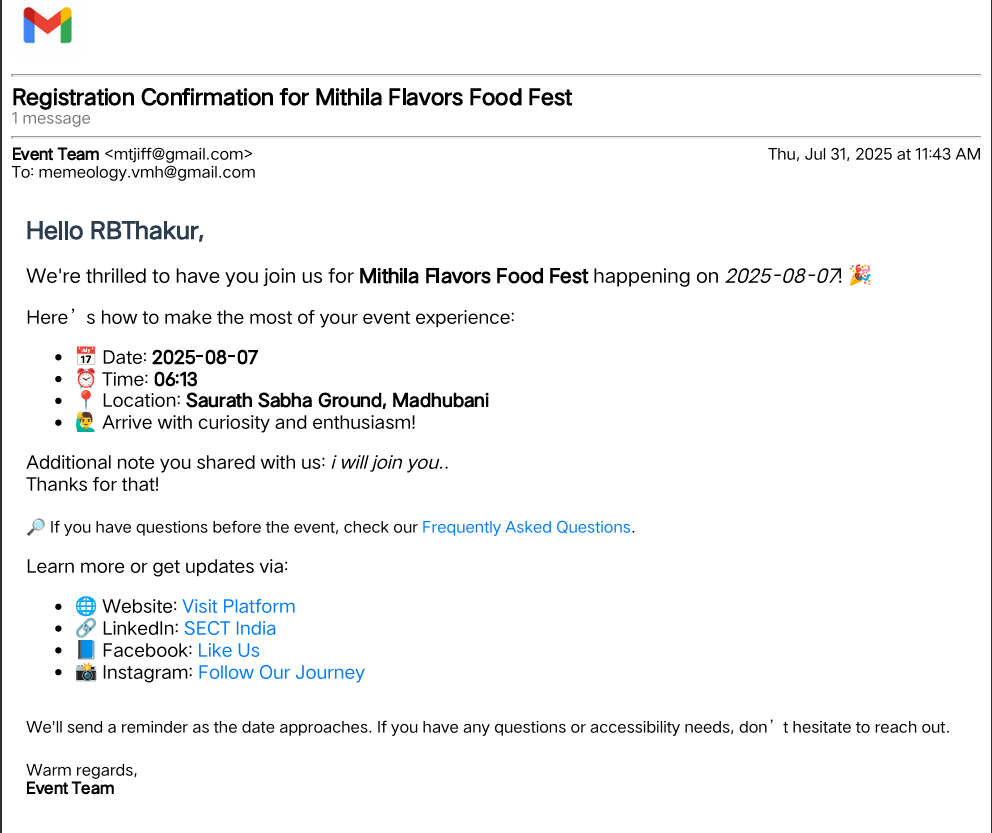 Registration Confirmation for Mithila Flavors Food Fest
1 message
Event Team <mtjiff@gmail.com> Thu, Jul 31, 2025 at 11:43 AM
To: memeology.vmh@gmail.com
Hello RBThakur,
We're thrilled to have you join us for Mithila Flavors Food Fest happening on 2025-08-07! 🎉
Here’s how to make the most of your event experience:
• 📅 Date: 2025-08-07
• ⏰ Time: 06:13
• 📍 Location: Saurath Sabha Ground, Madhubani
• 🙋‍♂️ Arrive with curiosity and enthusiasm!
Additional note you shared with us: i will join you..
Thanks for that!
🔎 If you have questions before the event, check our Frequently Asked Questions.
Learn more or get updates via:
• 🌐 Website: Visit Platform
• 🔗 LinkedIn: SECT India
• 📘 Facebook: Like Us
• 📸 Instagram: Follow Our Journey
We'll send a reminder as the date approaches. If you have any questions or accessibility needs, don’t hesitate to reach out.
Warm regards,
Event Team